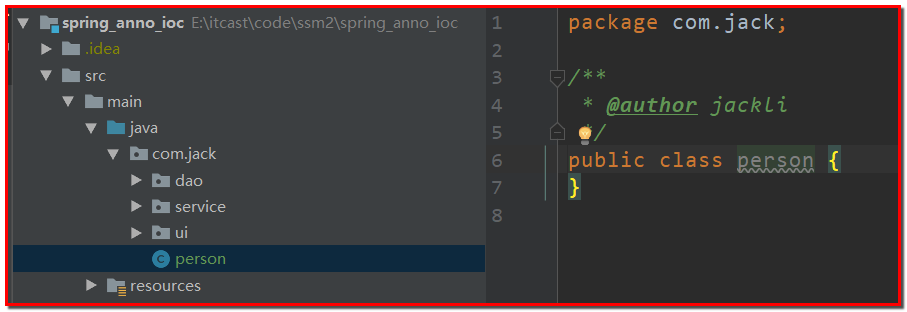 spring_anno_ioc E:\itcast\code\ssm2\spring_anno_ioc
.idea
src
main
java
com.jack
dao
service
ui
person
resources
1 package com.jack;
2
3 /**
4 * @author jackli
5 */
6 public class person {
7 }
8